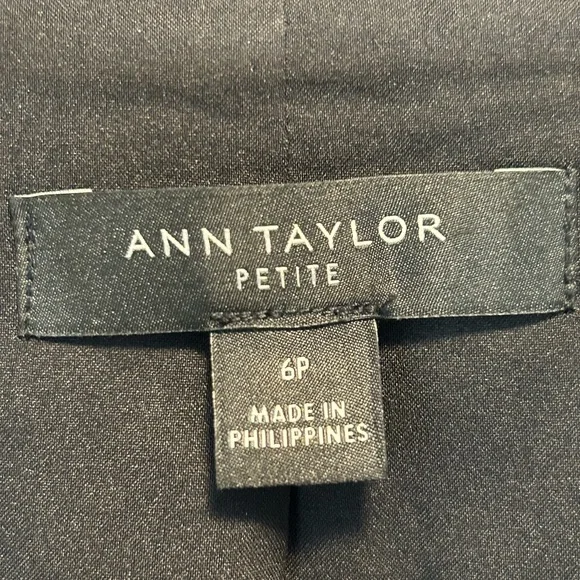 ANN TAYLOR
PETITE
6P
MADE IN
PHILIPPINES